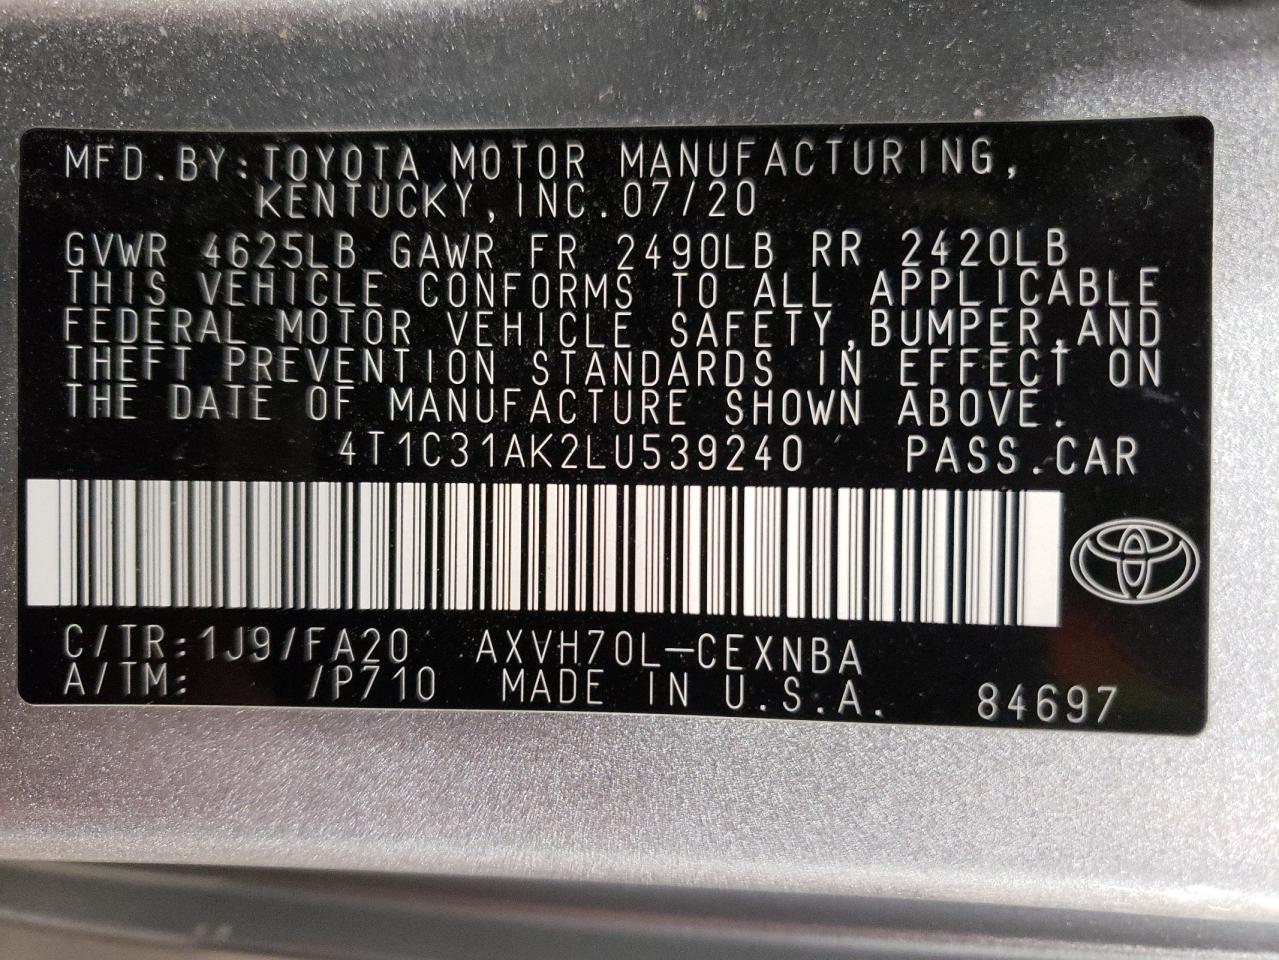 MFD.BY:TOYOTA MOTOR MANUFACTURING,
KENTUCKY,INC.07/20
GVWR 4625LB GAWR FR 2490LB RR 2420LB
THIS VEHICLE CONFORMS TO ALL APPLICABLE
FEDERAL MOTOR VEHICLE SAFETY,BUMPER,AND
THEFT PREVENTION STANDARDS IN EFFECT ON
THE DATE OF MANUFACTURE SHOWN ABOVE.
4T1C31AK2LU539240 PASS.CAR
C/TR:1J9/FA20 AXVH70L-CEXNBA
A/TM: /P710 MADE IN U.S.A. 84697